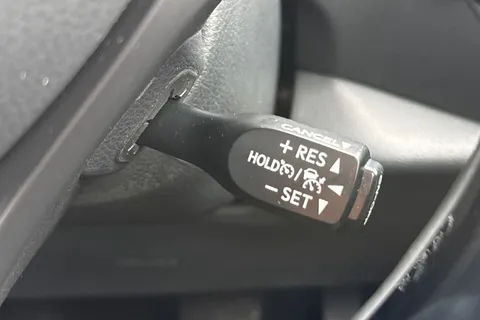 CANCEL▼
+ RES ▲
HOLD / ◀
− SET ▼